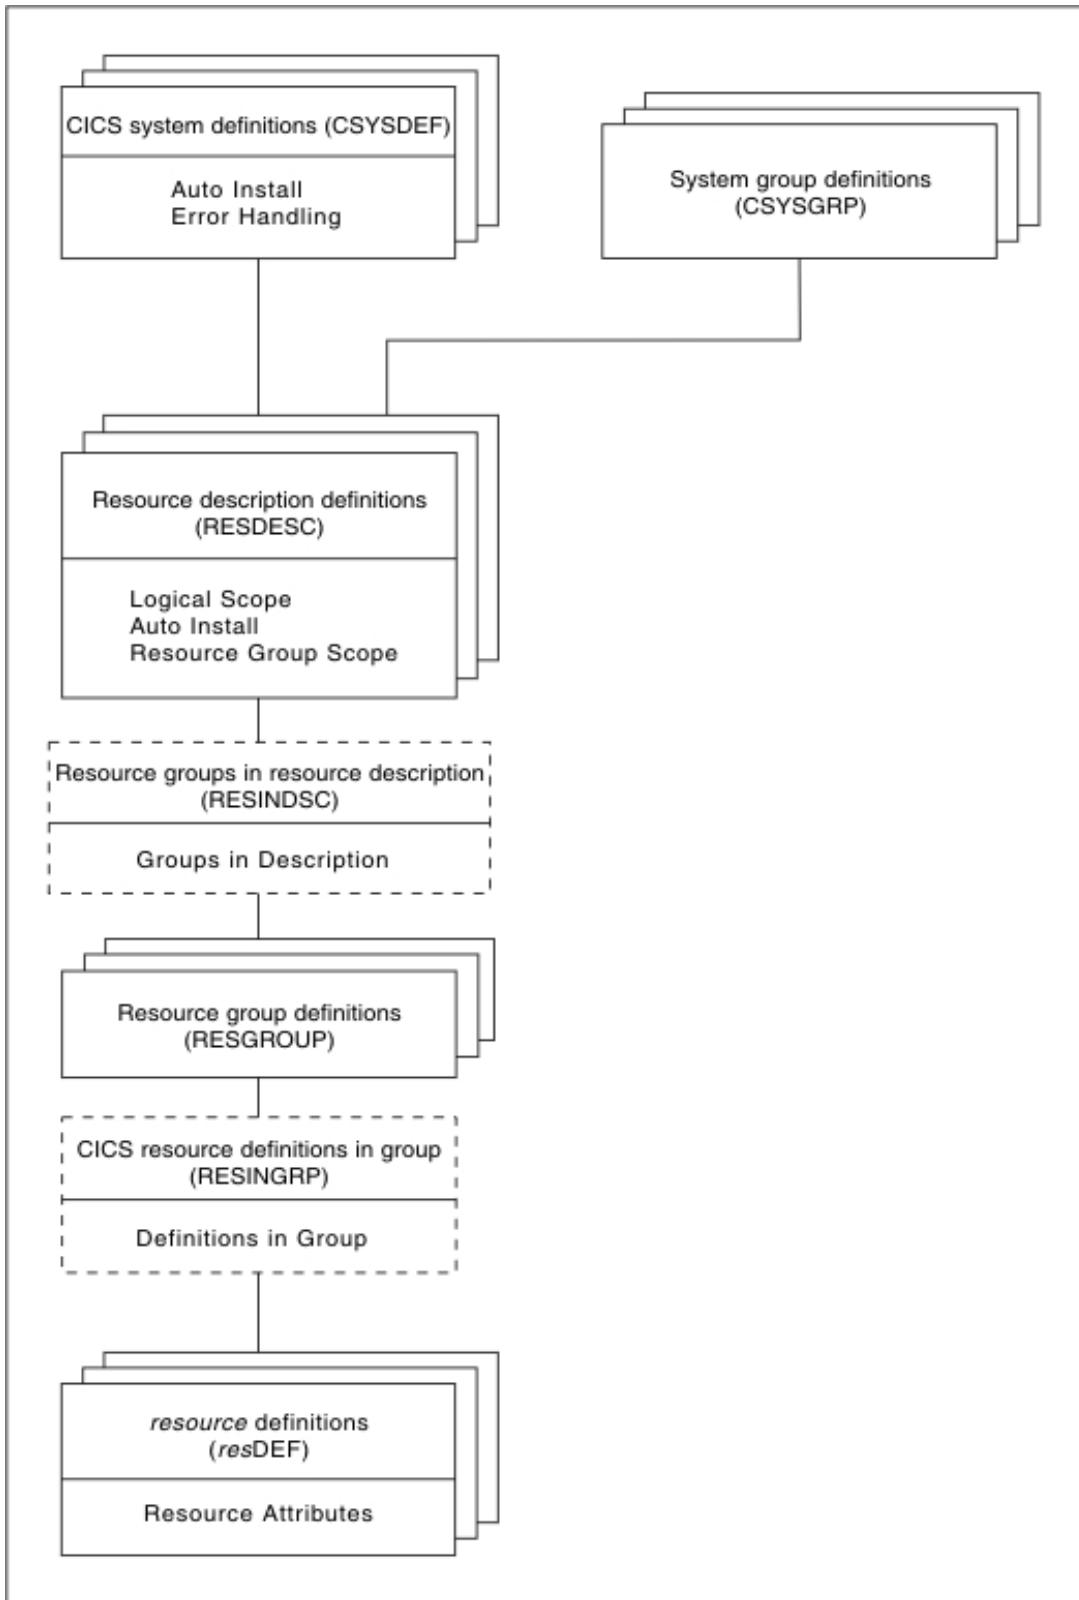 CICS system definitions (CSYSDEF)
Auto Install
Error Handling
System group definitions
(CSYSGRP)
Resource description definitions
(RESDESC)
Logical Scope
Auto Install
Resource Group Scope
Resource groups in resource description
(RESINDSC)
Groups in Description
Resource group definitions
(RESGROUP)
CICS resource definitions in group
(RESINGRP)
Definitions in Group
resource definitions
(resDEF)
Resource Attributes